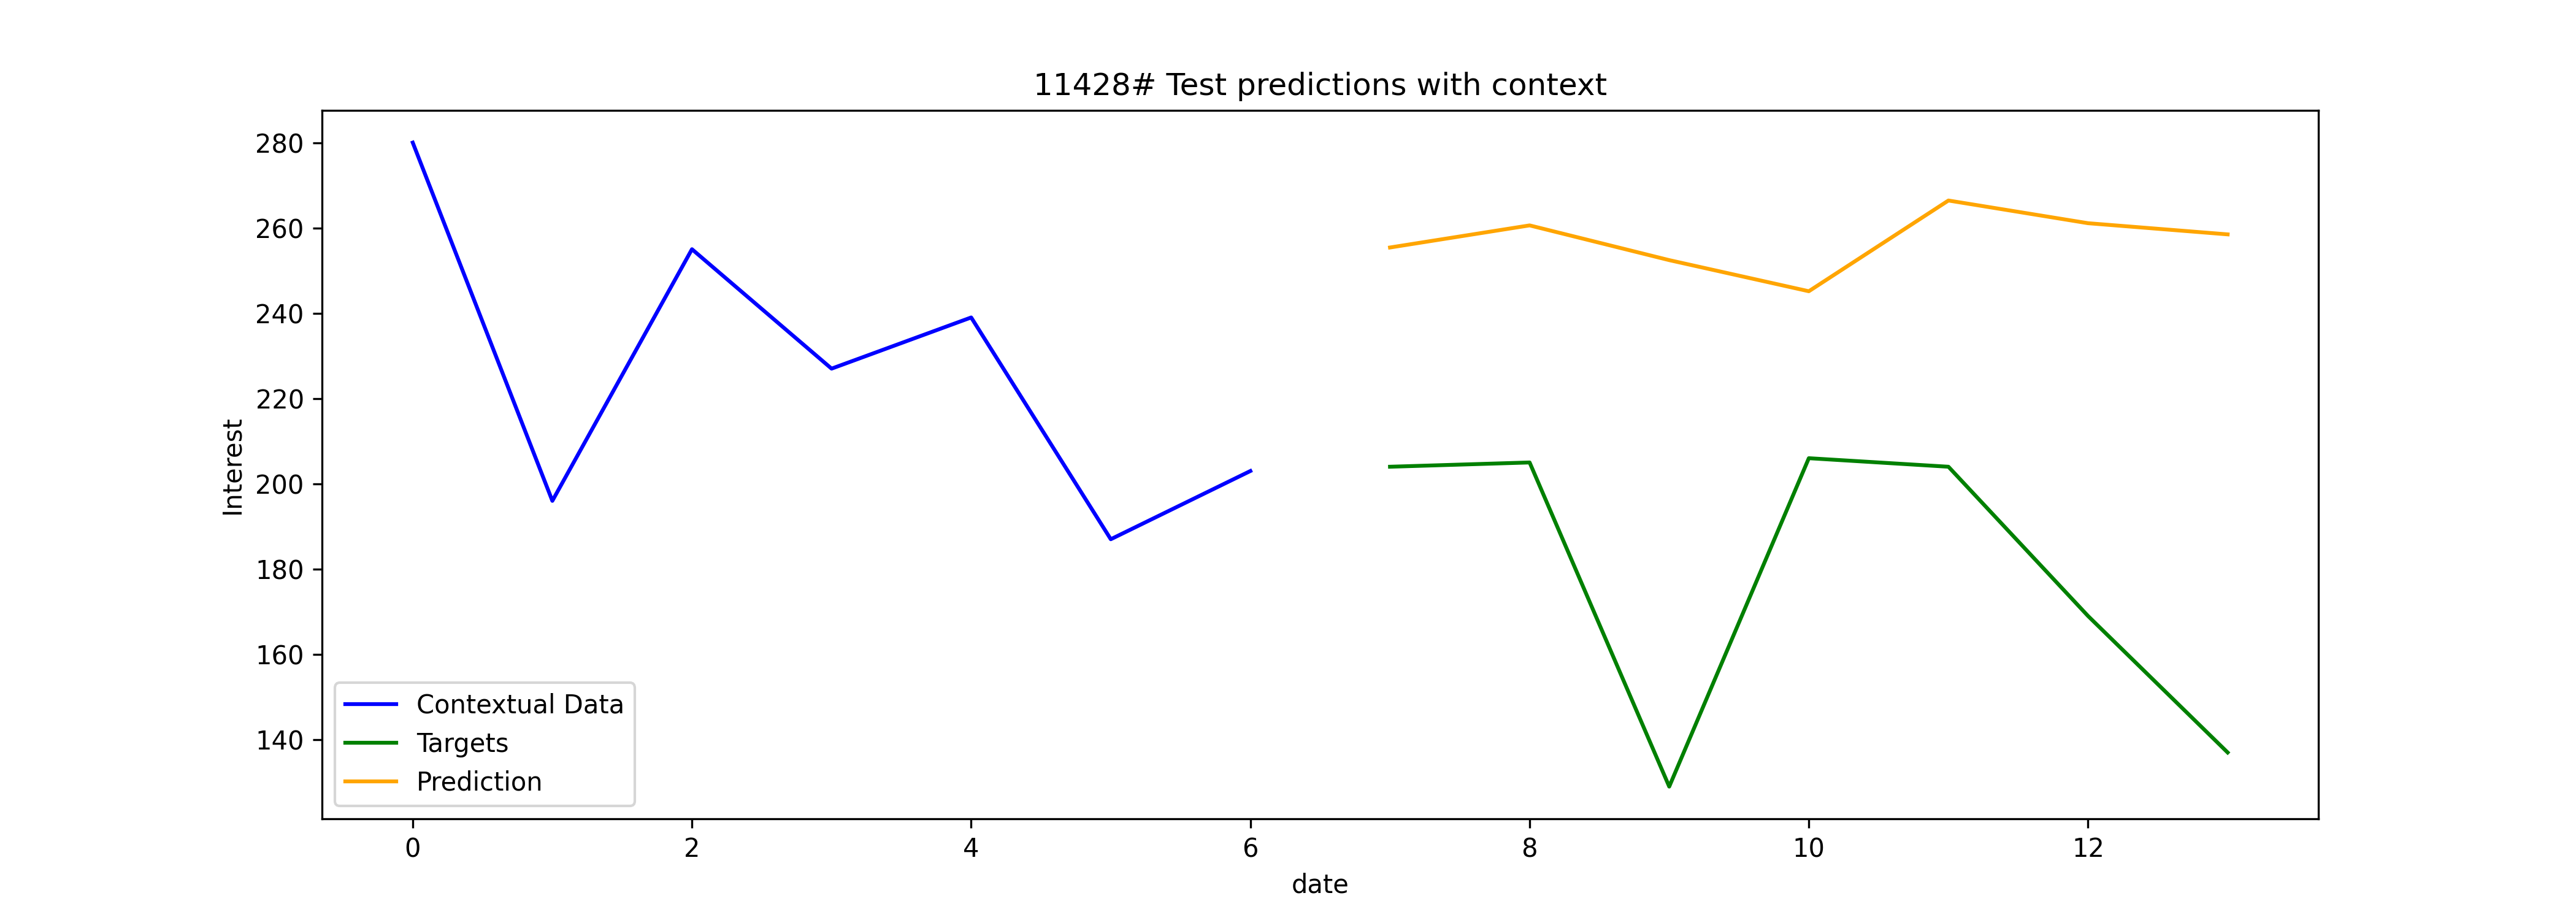 11428# Test predictions with context
280
260
240
220
200
180
160
140
Interest
Contextual Data
Targets
Prediction
0 2 4 6 8 10 12
date